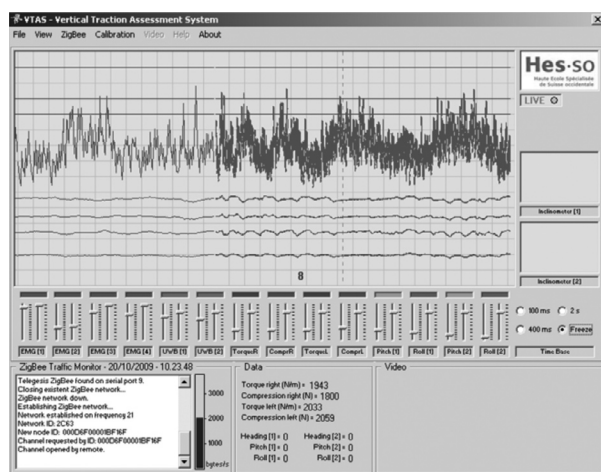 VTAS - Vertical Traction Assessment System
File View ZigBee Calibration Video Help About
Hes·so
Haute Ecole Spécialisée
de Suisse occidentale
LIVE
Inclinometer [1]
8
Inclinometer [2]
100 ms 2 s
400 ms Freeze
EMG [1] EMG [2] EMG [3] EMG [4] UWB [1] UWB [2] TorqueR ComprR TorqueL ComprL Pitch [1] Roll [1] Pitch [2] Roll [2] Time Base
ZigBee Traffic Monitor - 20/10/2009 - 10.23.48
Telegesis ZigBee found on serial port 9.
Closing existent ZigBee network...
ZigBee network down.
Establishing ZigBee network...
Network established on frequency 21
Network ID: 2C63
New node ID: 000D6F00001BF16F
Channel requested by ID: 000D6F00001BF16F
Channel opened by remote.
3000
2000
1000
bytes/s
Data
Torque right (N/m) = 1943
Compression right (N) = 1800
Torque left (N/m) = 2033
Compression left (N) = 2059
Heading [1] = 0 Heading [2] = 0
Pitch [1] = 0 Pitch [2] = 0
Roll [1] = 0 Roll [2] = 0
Video